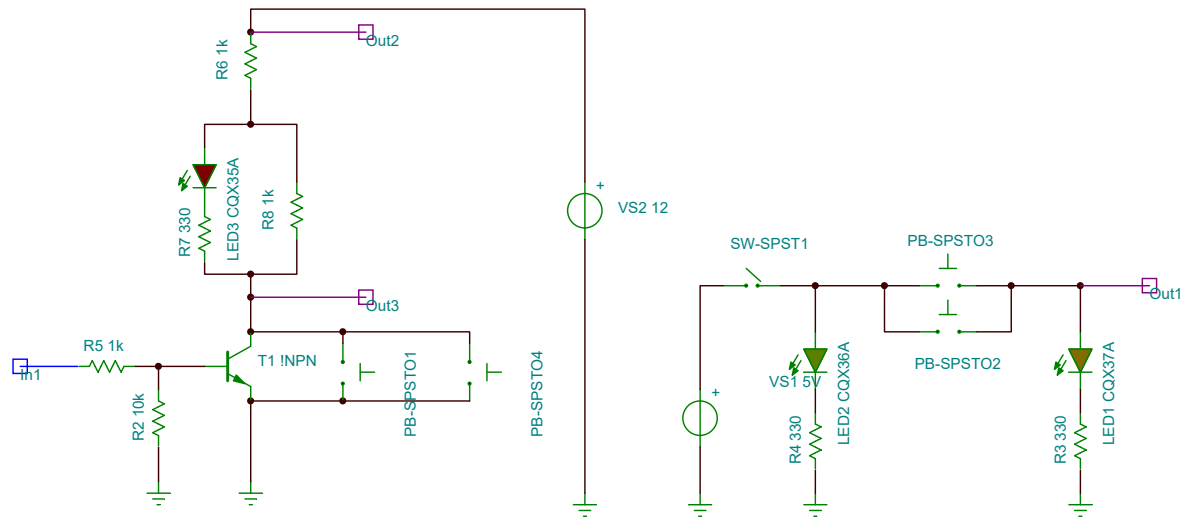 Out2
R6 1k
LED3 CQX35A
R7 330
R8 1k
VS2 12
Out3
In1
R5 1k
R2 10k
T1 !NPN
PB-SPSTO1
PB-SPSTO4
SW-SPST1
PB-SPSTO3
PB-SPSTO2
Out1
+
+
VS1 5V
LED2 CQX36A
R4 330
LED1 CQX37A
R3 330